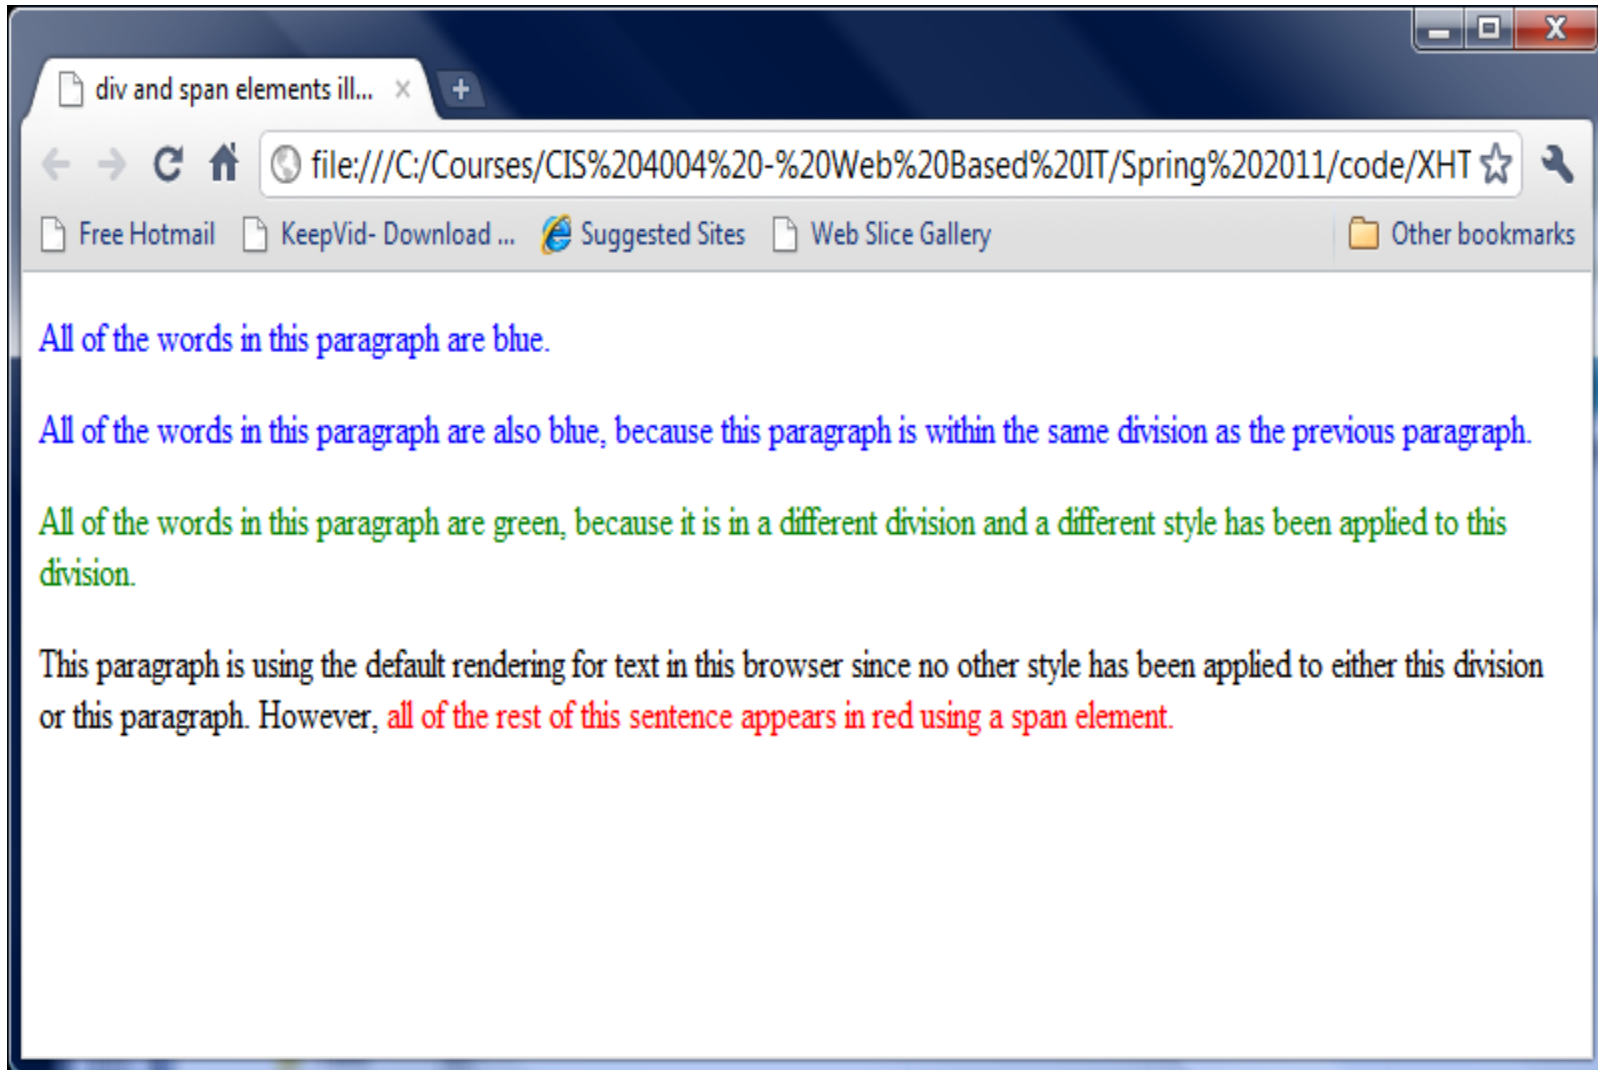 div and span elements ill...
file:///C:/Courses/CIS%204004%20-%20Web%20Based%20IT/Spring%202011/code/XHT
Free Hotmail KeepVid- Download ... Suggested Sites Web Slice Gallery Other bookmarks
All of the words in this paragraph are blue.
All of the words in this paragraph are also blue, because this paragraph is within the same division as the previous paragraph.
All of the words in this paragraph are green, because it is in a different division and a different style has been applied to this
division.
This paragraph is using the default rendering for text in this browser since no other style has been applied to either this division
or this paragraph. However, all of the rest of this sentence appears in red using a span element.